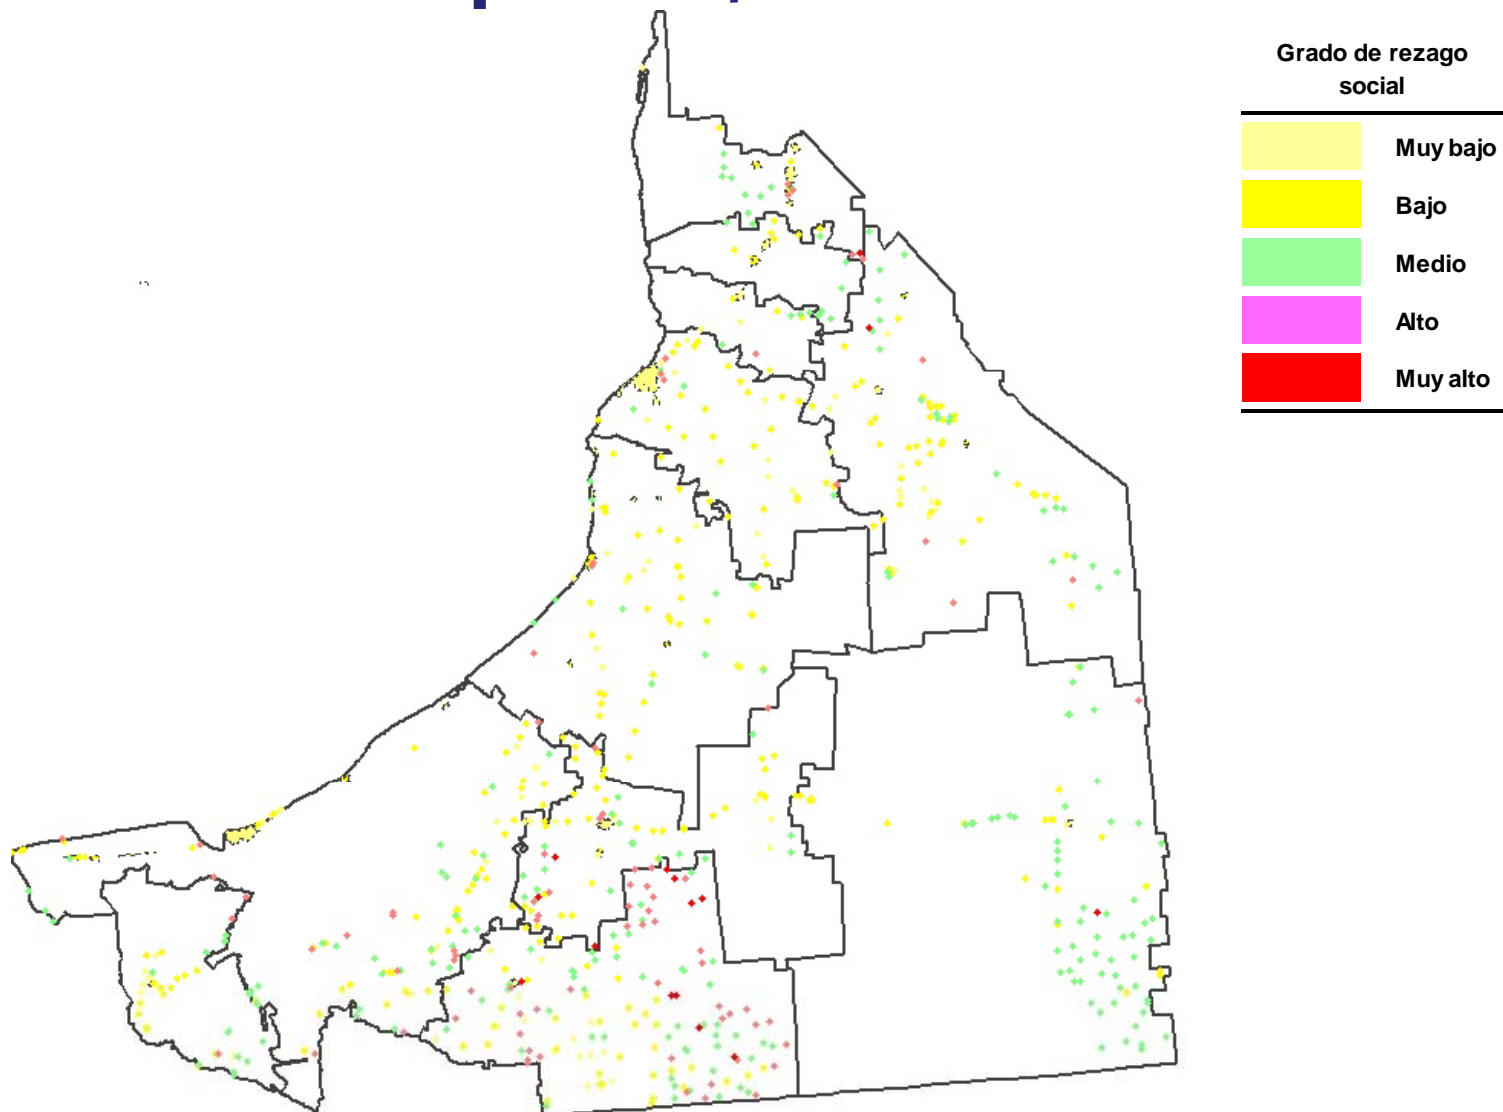 Grado de rezago
social
Muy bajo
Bajo
Medio
Alto
Muy alto